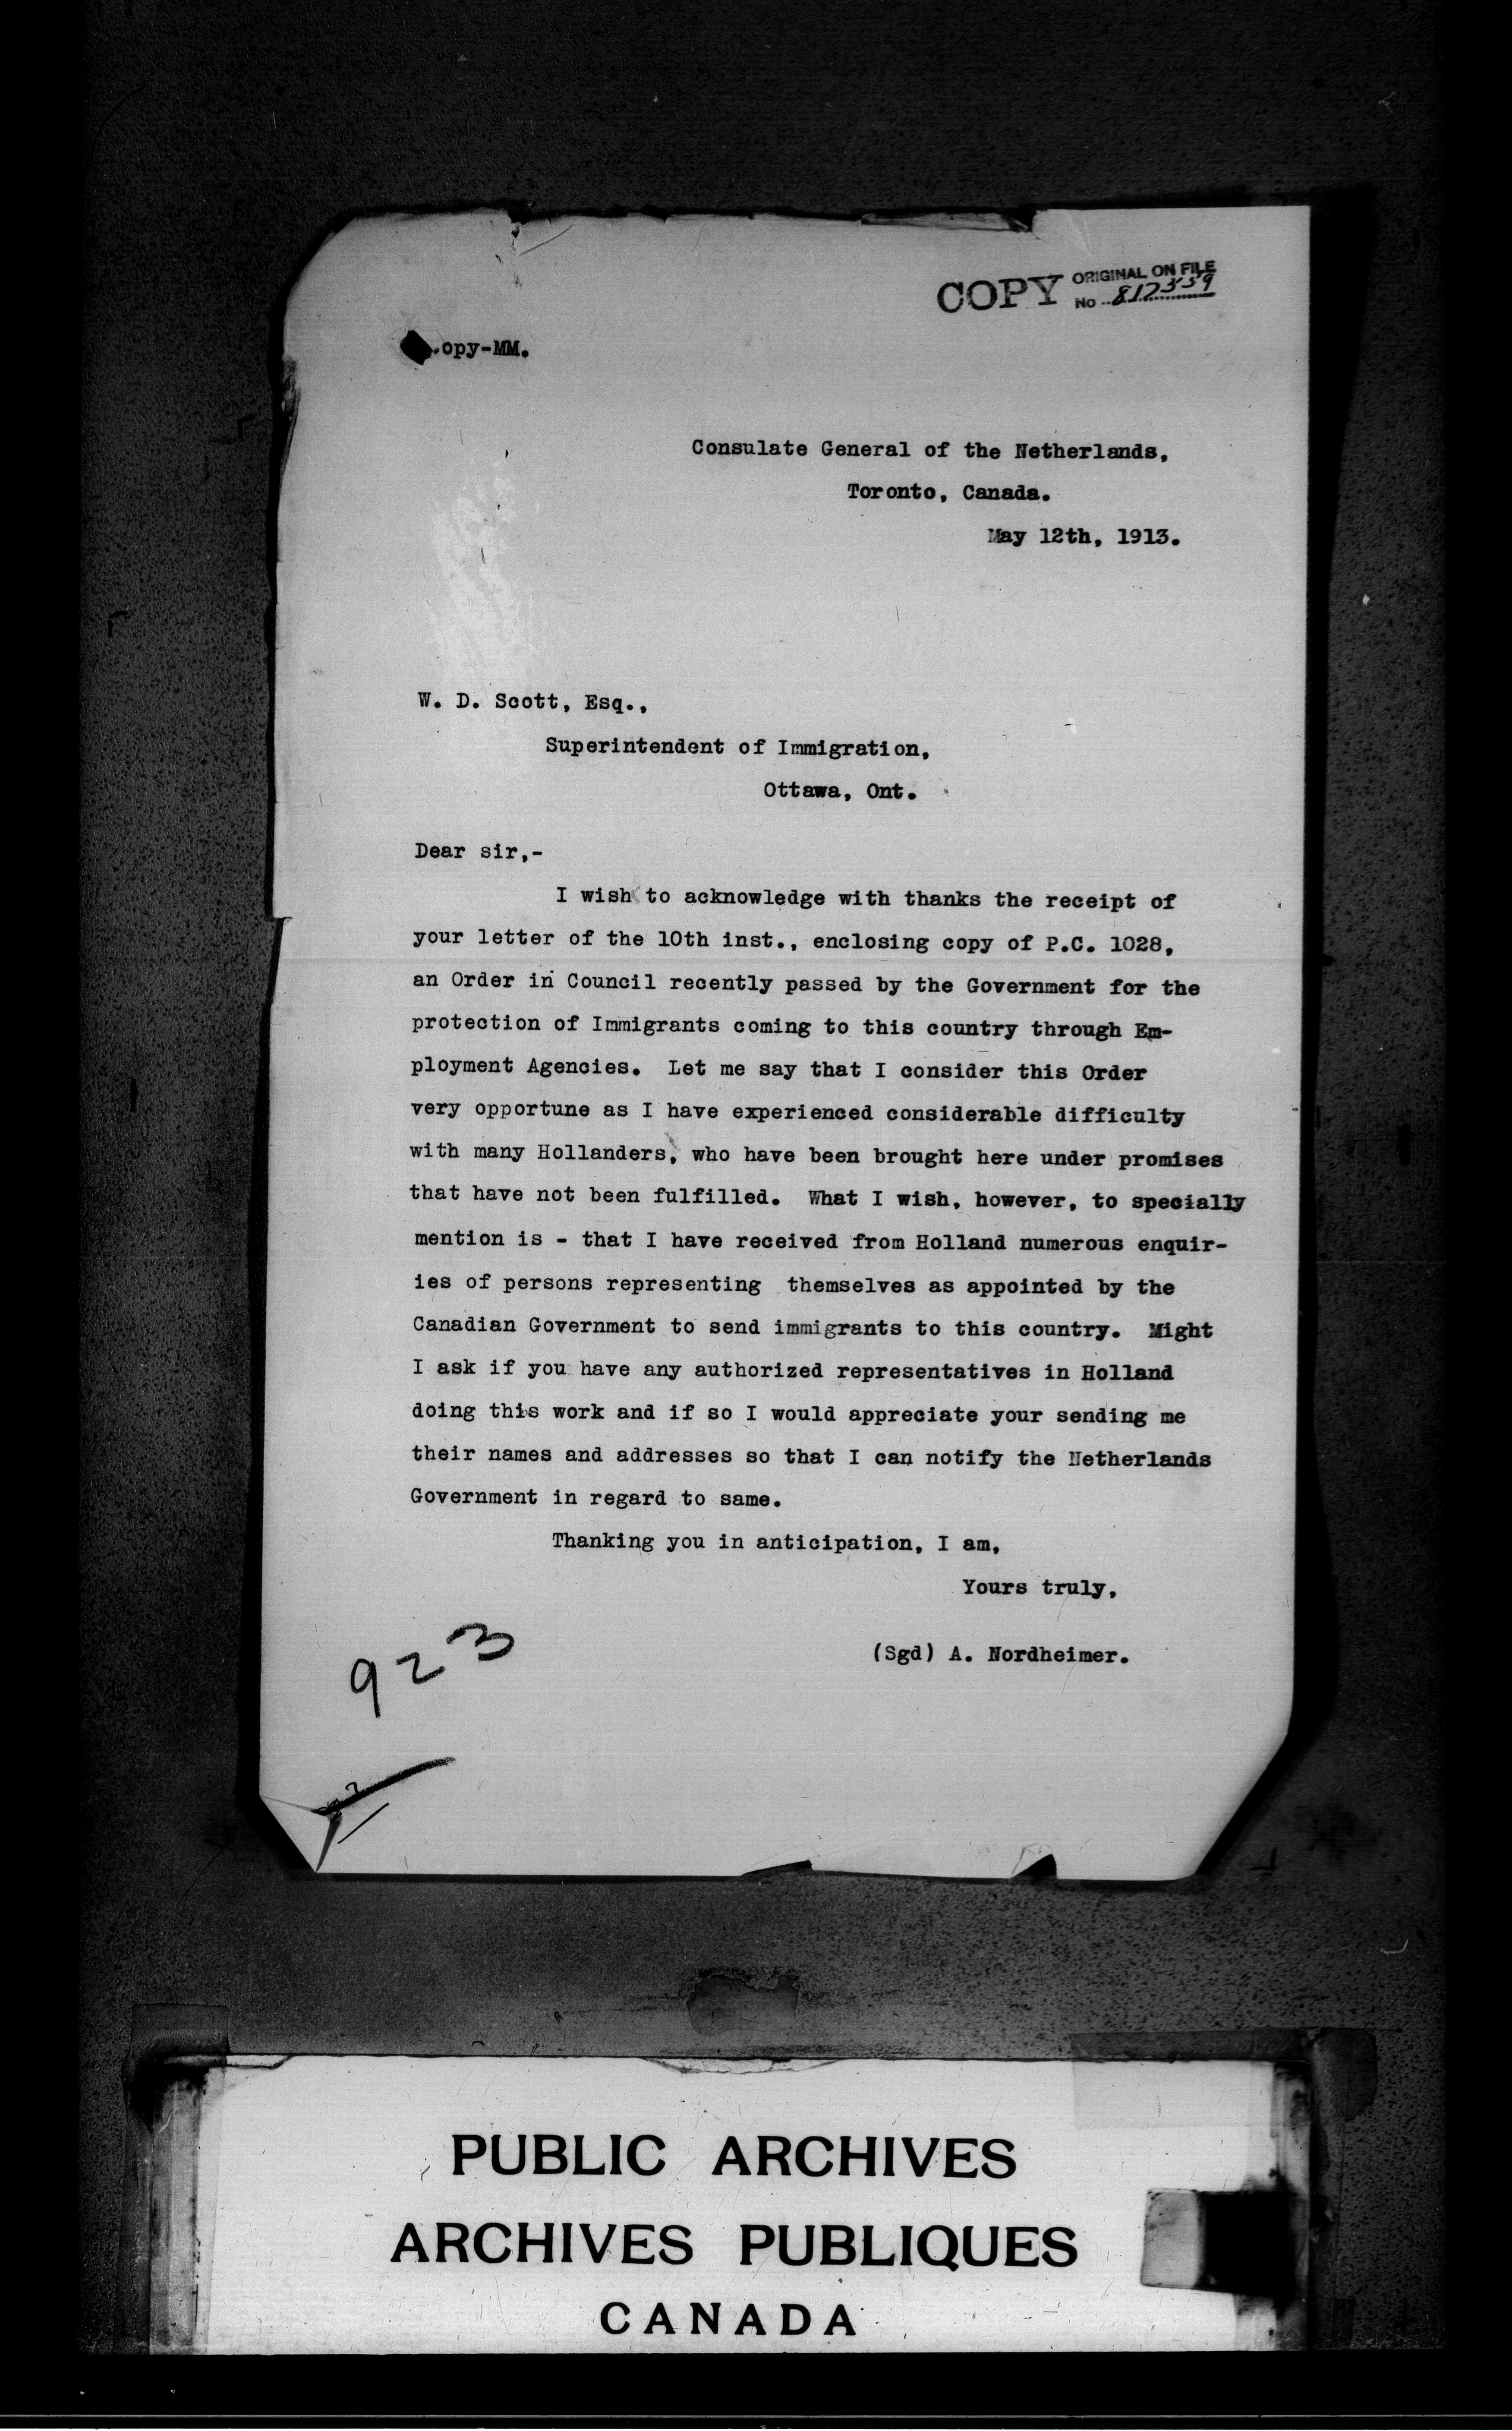 COPY ORIGINAL ON FILE
No 812359
opy-MM.
Consulate General of the Netherlands,
Toronto, Canada.
May 12th, 1913.
W. D. Scott, Esq.,
Superintendent of Immigration,
Ottawa, Ont.
Dear sir,-
I wish to acknowledge with thanks the receipt of
your letter of the 10th inst., enclosing copy of P.C. 1028,
an Order in Council recently passed by the Government for the
protection of Immigrants coming to this country through Em-
ployment Agencies. Let me say that I consider this Order
very opportune as I have experienced considerable difficulty
with many Hollanders, who have been brought here under promises
that have not been fulfilled. What I wish, however, to specially
mention is - that I have received from Holland numerous enquir-
ies of persons representing themselves as appointed by the
Canadian Government to send immigrants to this country. Might
I ask if you have any authorized representatives in Holland
doing this work and if so I would appreciate your sending me
their names and addresses so that I can notify the Netherlands
Government in regard to same.
Thanking you in anticipation, I am,
Yours truly,
(Sgd) A. Nordheimer.
923
PUBLIC ARCHIVES
ARCHIVES PUBLIQUES
CANADA